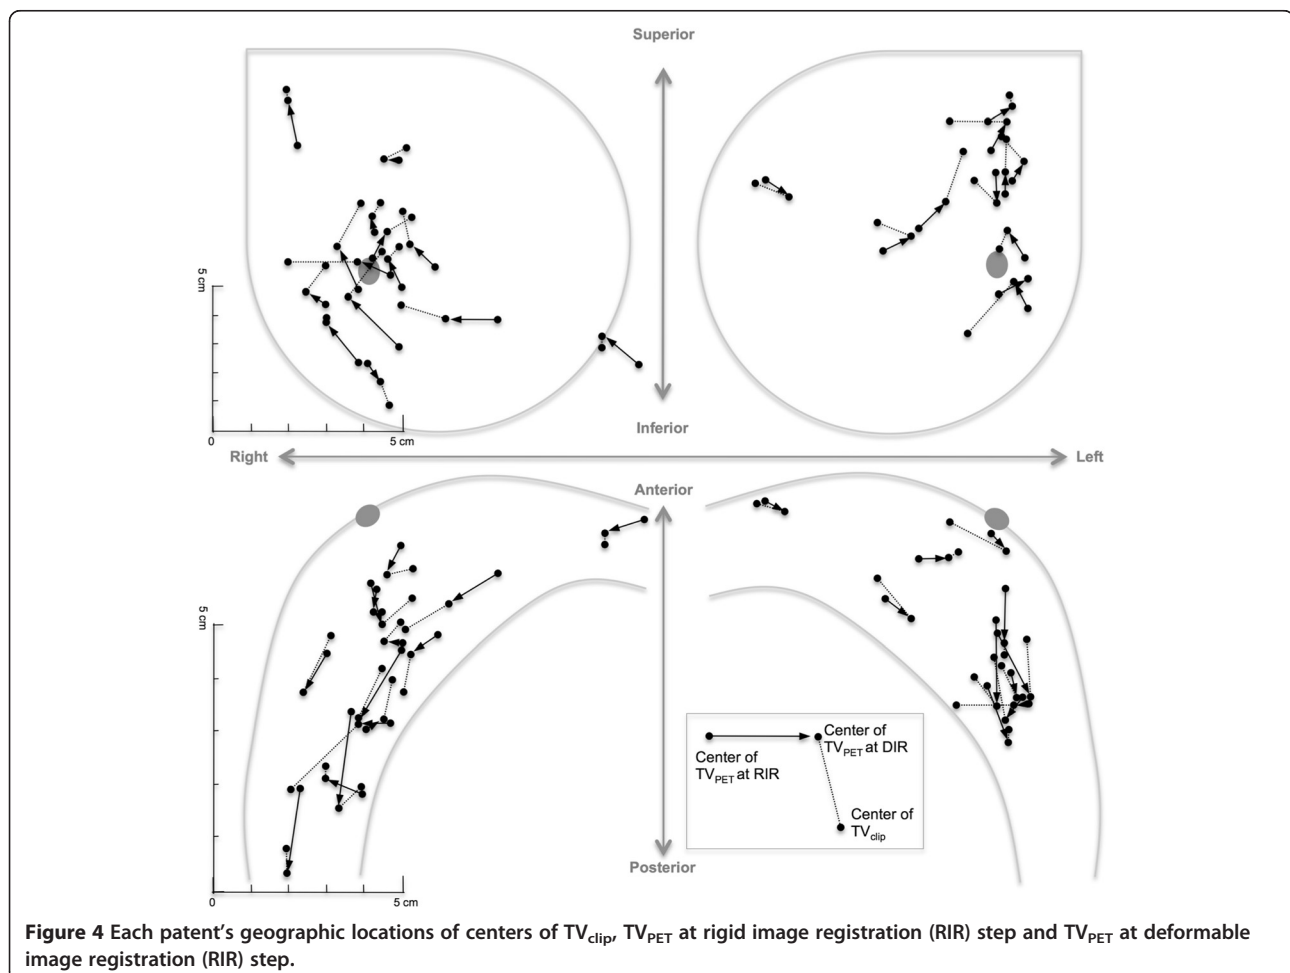 Superior
5 cm
0
5 cm
Inferior
Right
Left
Anterior
5 cm
Center of
TVPET at RIR
Center of
TVPET at DIR
Center of
TVclip
Posterior
0
5 cm
Figure 4 Each patent's geographic locations of centers of TVclip, TVPET at rigid image registration (RIR) step and TVPET at deformable
image registration (RIR) step.